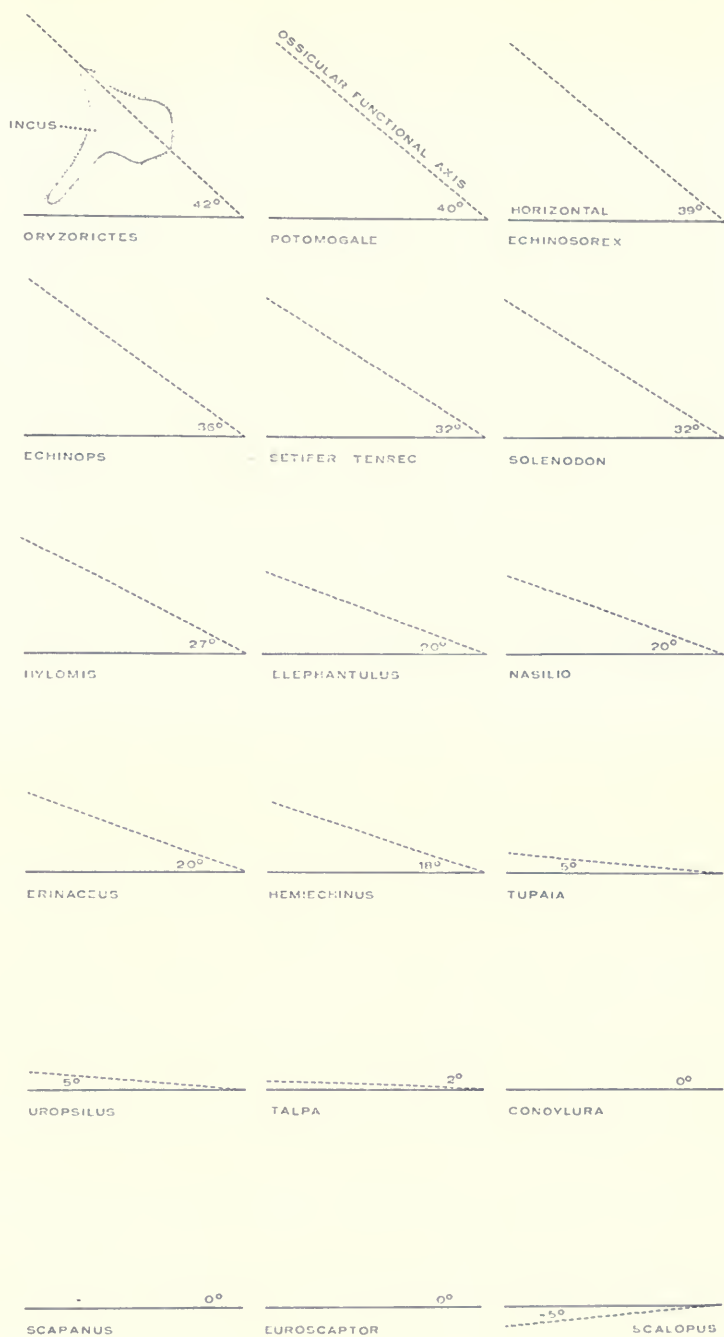 OSSICULAR FUNCTIONAL AXIS
INCUS
42°
40°
HORIZONTAL 39°
ORYZORICTES
POTOMOGALE
ECHINOSOREX
36°
32°
32°
ECHINOPS
SETIFER TENREC
SOLENODON
27°
20°
20°
HYLOMIS
ELEPHANTULUS
NASILIO
20°
18°
5°
ERINACEUS
HEMIECHINUS
TUPAIA
5°
2°
0°
UROPSILUS
TALPA
CONDYLURA
0°
0°
-5°
SCAPANUS
EUROSCAPTOR
SCALOPUS